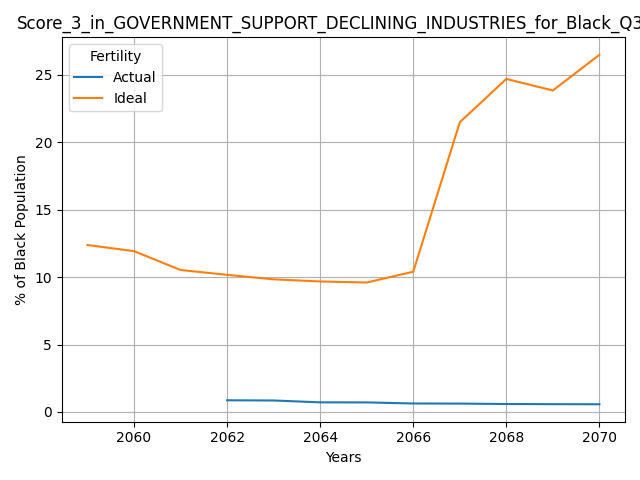 Score_3_in_GOVERNMENT_SUPPORT_DECLINING_INDUSTRIES_for_Black_Q3
Fertility
Actual
Ideal
% of Black Population
25
20
15
10
5
0
2060 2062 2064 2066 2068 2070
Years